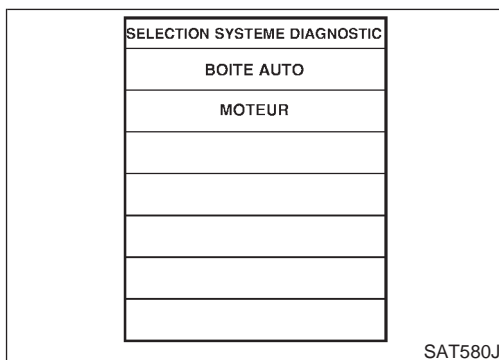 SELECTION SYSTEME DIAGNOSTIC
BOITE AUTO
MOTEUR
SAT580J